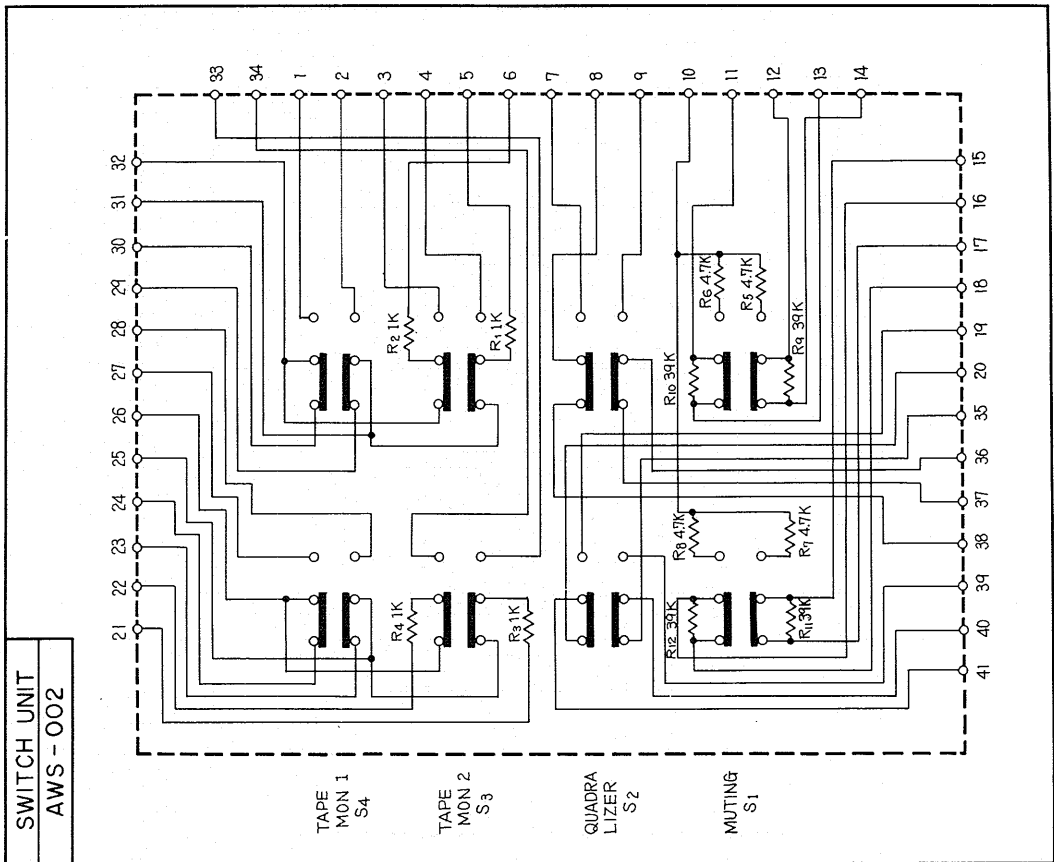 SWITCH UNIT
AWS-002
33
34
1
2
3
4
5
6
7
8
9
10
11
12
13
14
32
31
30
29
28
27
26
25
24
23
22
21
15
16
17
18
19
20
35
36
37
38
39
40
41
R2 1K
R1 1K
R6 4.7K
R5 4.7K
R10 39K
R9 39K
R4 1K
R3 1K
R8 4.7K
R7 4.7K
R12 39K
R11 39K
TAPE
MON 1
S4
TAPE
MON 2
S3
QUADRA
LIZER
S2
MUTING
S1